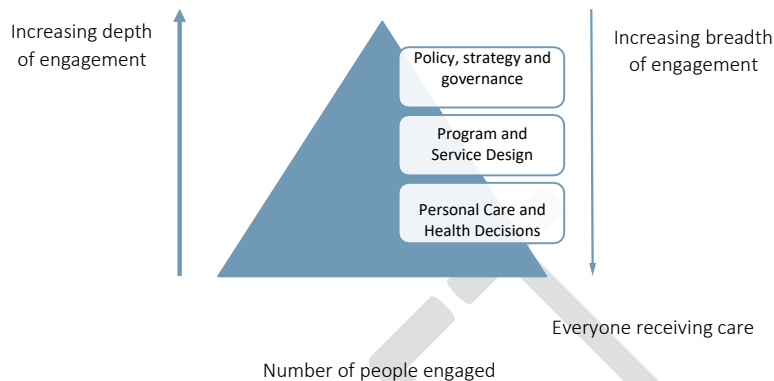 Increasing depth
of engagement
Policy, strategy and
governance
Program and
Service Design
Personal Care and
Health Decisions
Increasing breadth
of engagement
Everyone receiving care
Number of people engaged